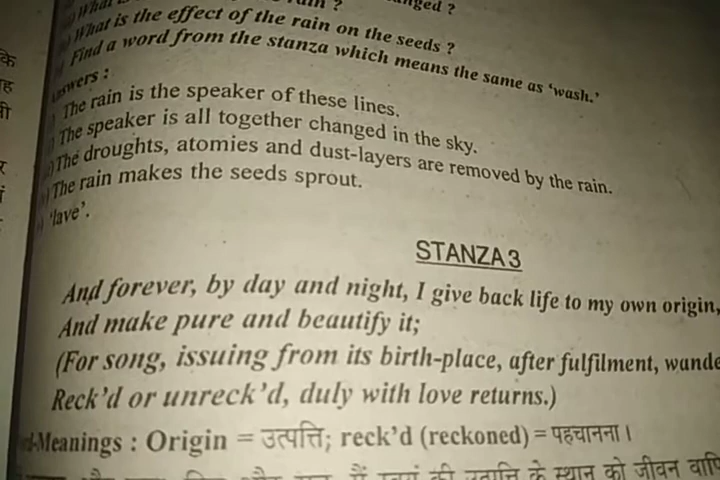 What is the effect of the rain on the seeds ?
Find a word from the stanza which means the same as ‘wash.’
The rain is the speaker of these lines.
The speaker is all together changed in the sky.
The droughts, atomies and dust-layers are removed by the rain.
The rain makes the seeds sprout.
‘lave’.
STANZA 3
And forever, by day and night, I give back life to my own origin,
And make pure and beautify it;
(For song, issuing from its birth-place, after fulfilment,
Reck’d or unreck’d, duly with love returns.)
Meanings : Origin = उत्पत्ति; reck’d (reckoned) = पहचानना।
की उत्पत्ति के स्थान को जीवन